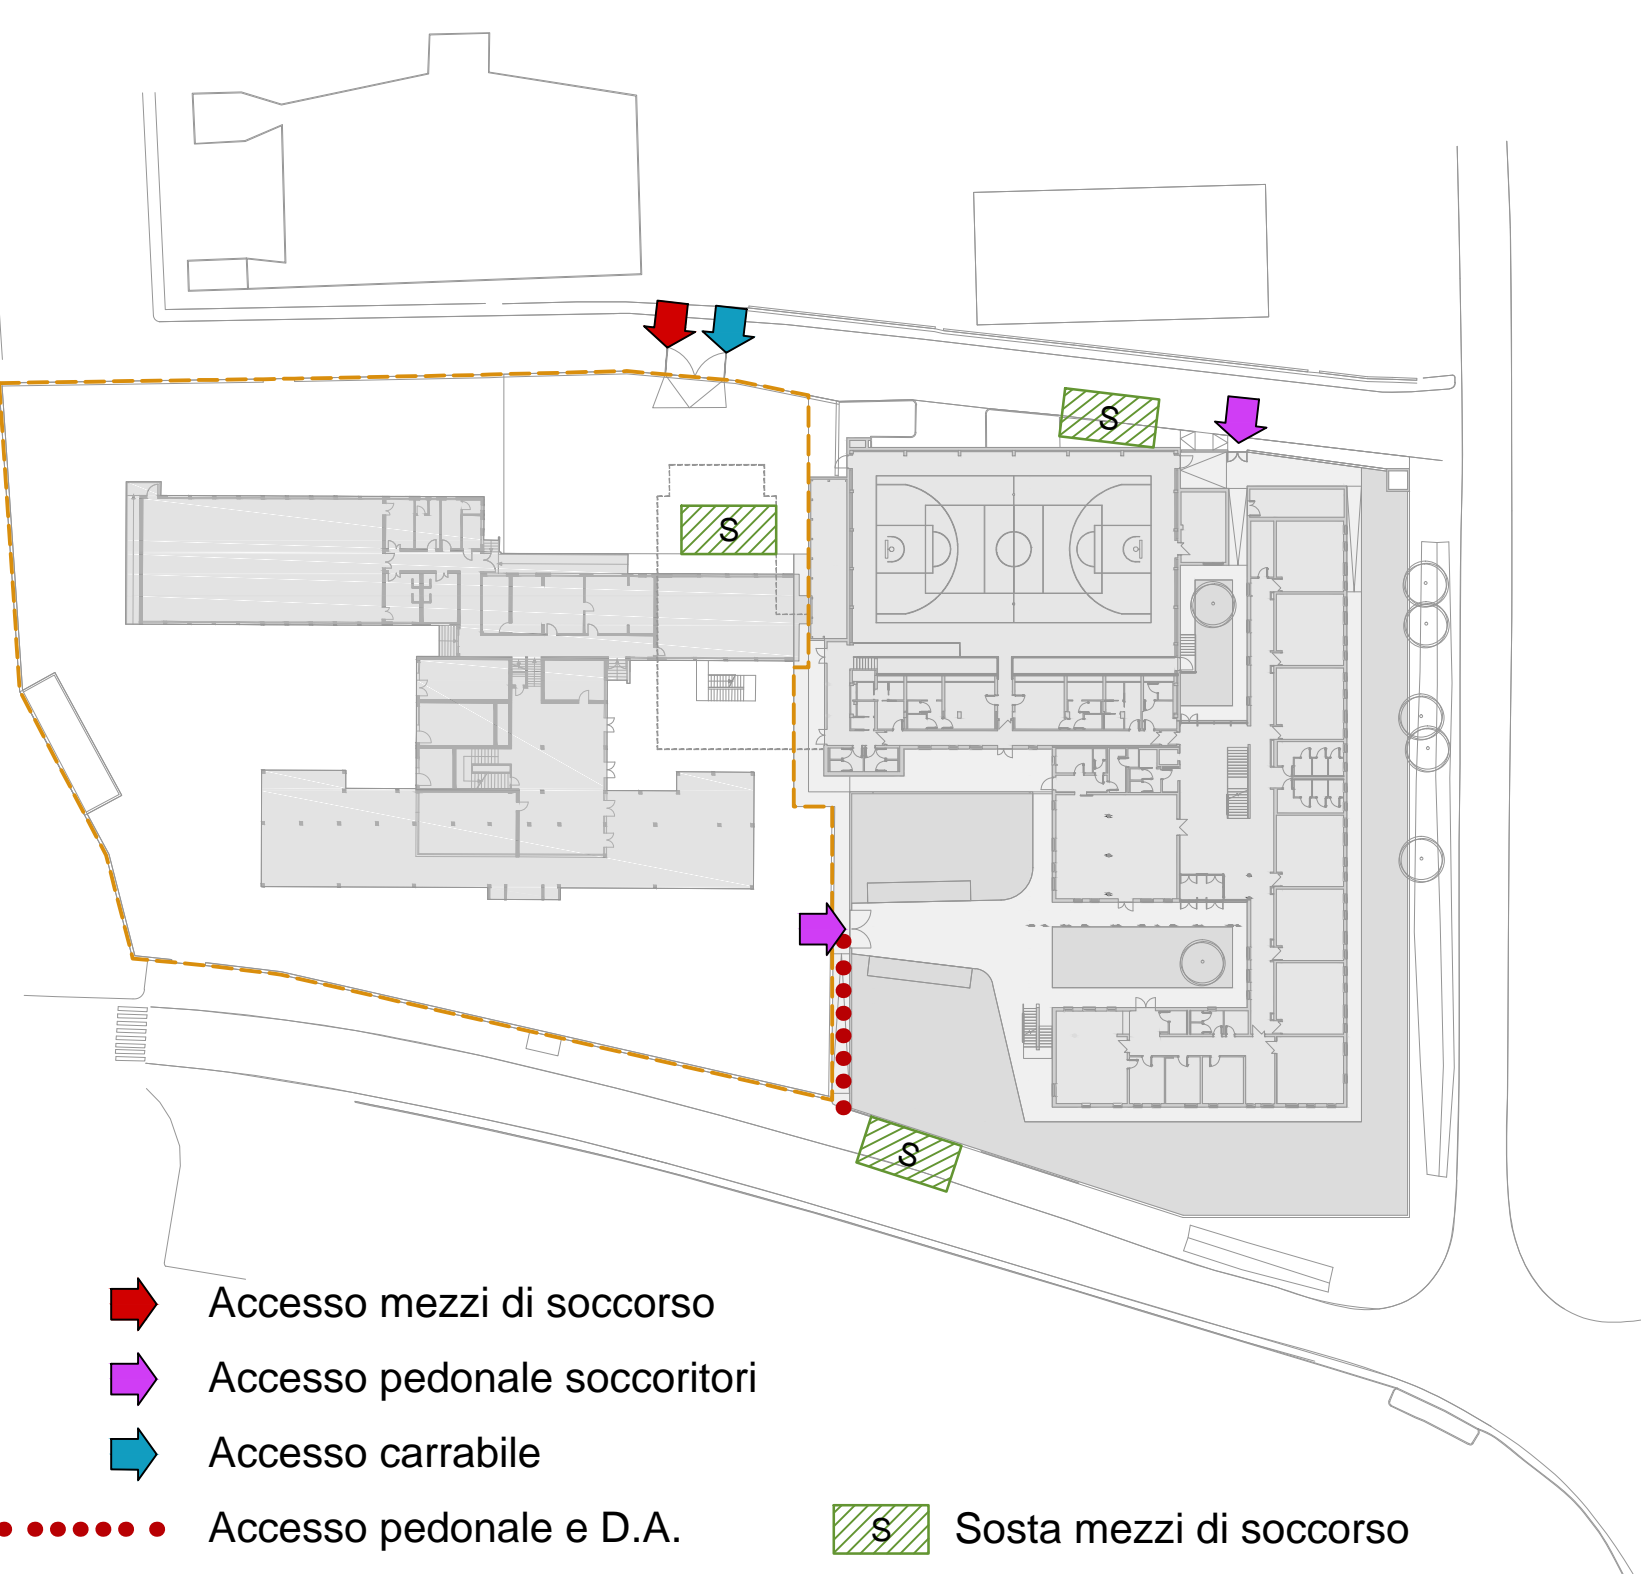 S
S
S
Accesso mezzi di soccorso
Accesso pedonale soccoritori
Accesso carrabile
Accesso pedonale e D.A.
S Sosta mezzi di soccorso